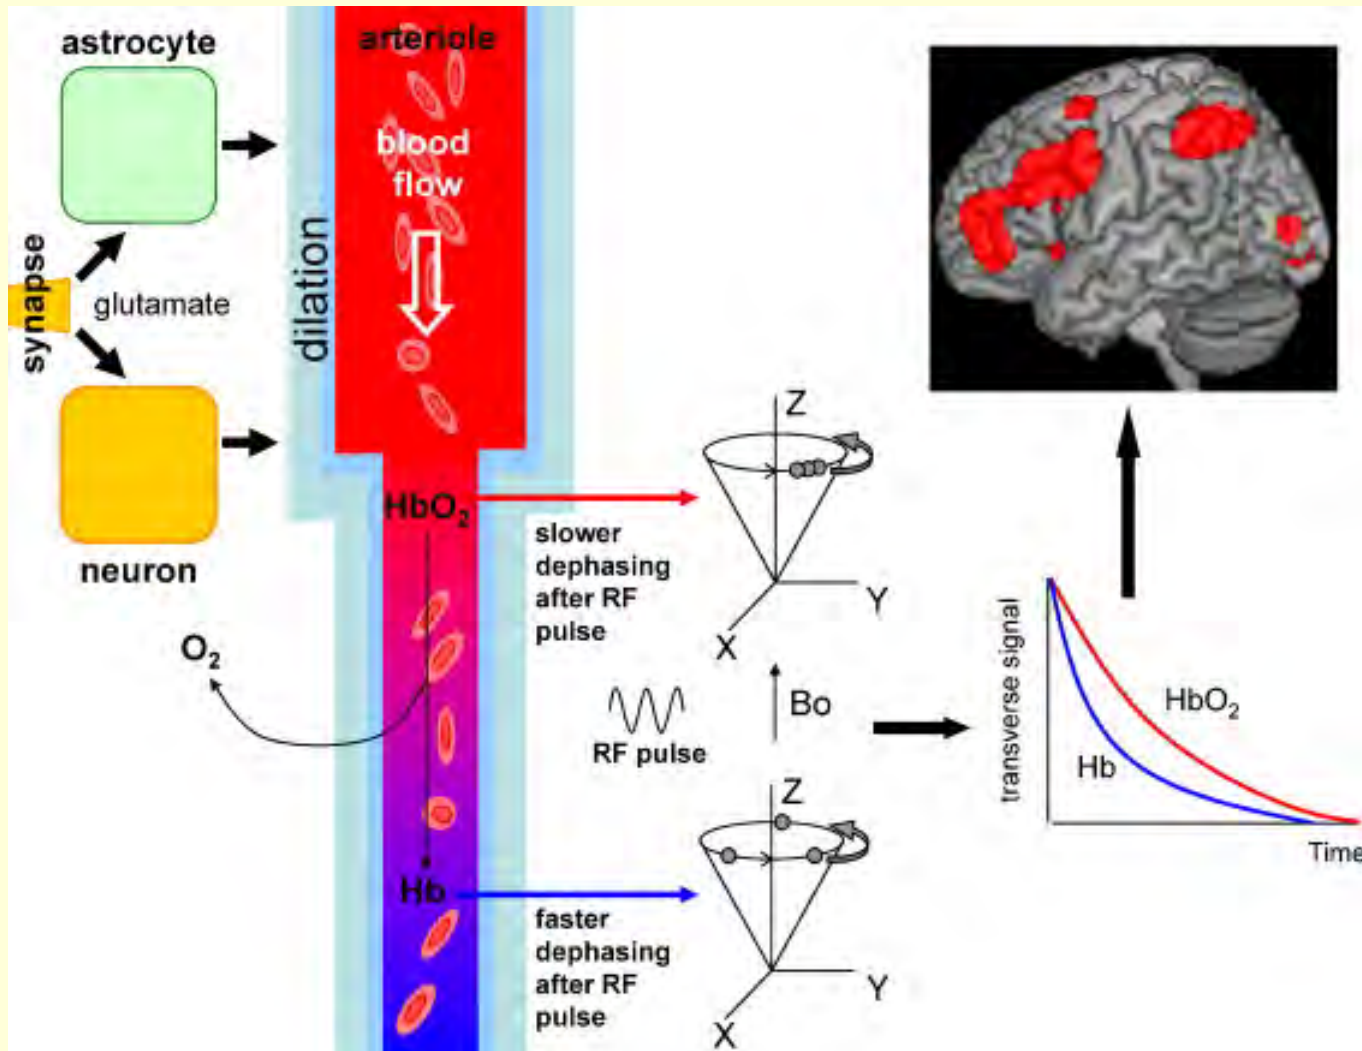 astrocyte
arteriole
blood
flow
synapse
glutamate
dilation
neuron
HbO₂
O₂
Hb
slower
dephasing
after RF
pulse
Z
Y
X
RF pulse
Bo
faster
dephasing
after RF
pulse
Z
Y
X
transverse signal
HbO₂
Hb
Time